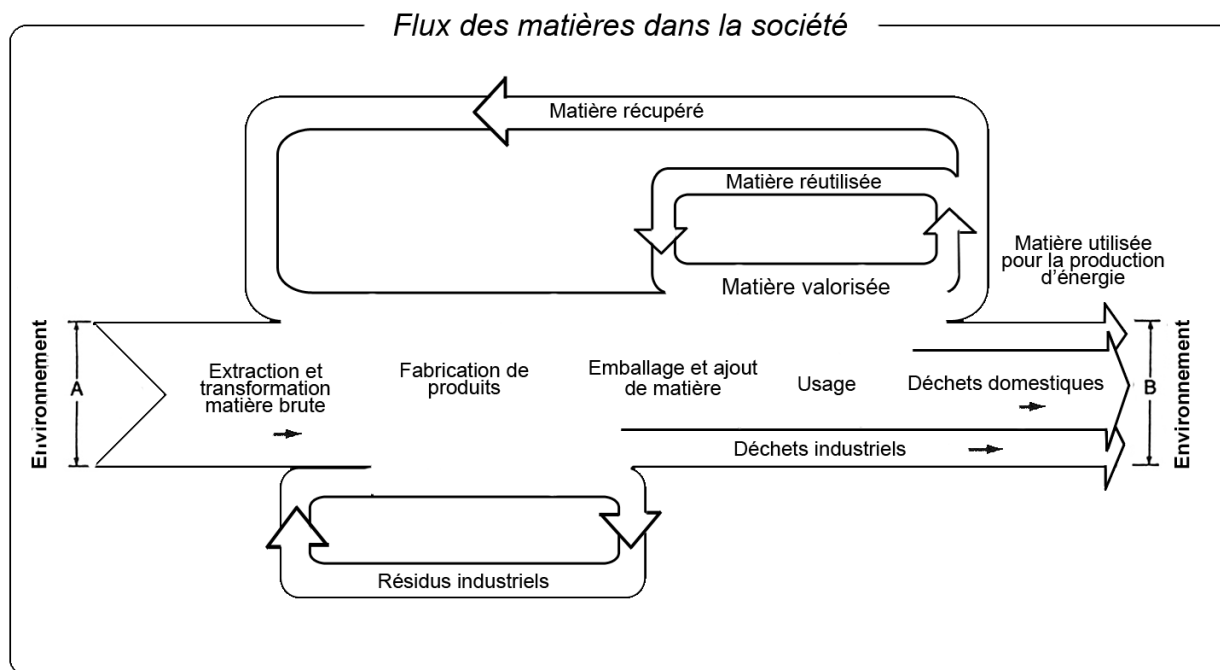 Flux des matières dans la société
Matière récupéré
Matière réutilisée
Matière utilisée
pour la production
d'énergie
Matière valorisée
Environnement
A
Extraction et
transformation
matière brute
Fabrication de
produits
Emballage et ajout
de matière
Usage
Déchets domestiques
B
Environnement
Déchets industriels
Résidus industriels